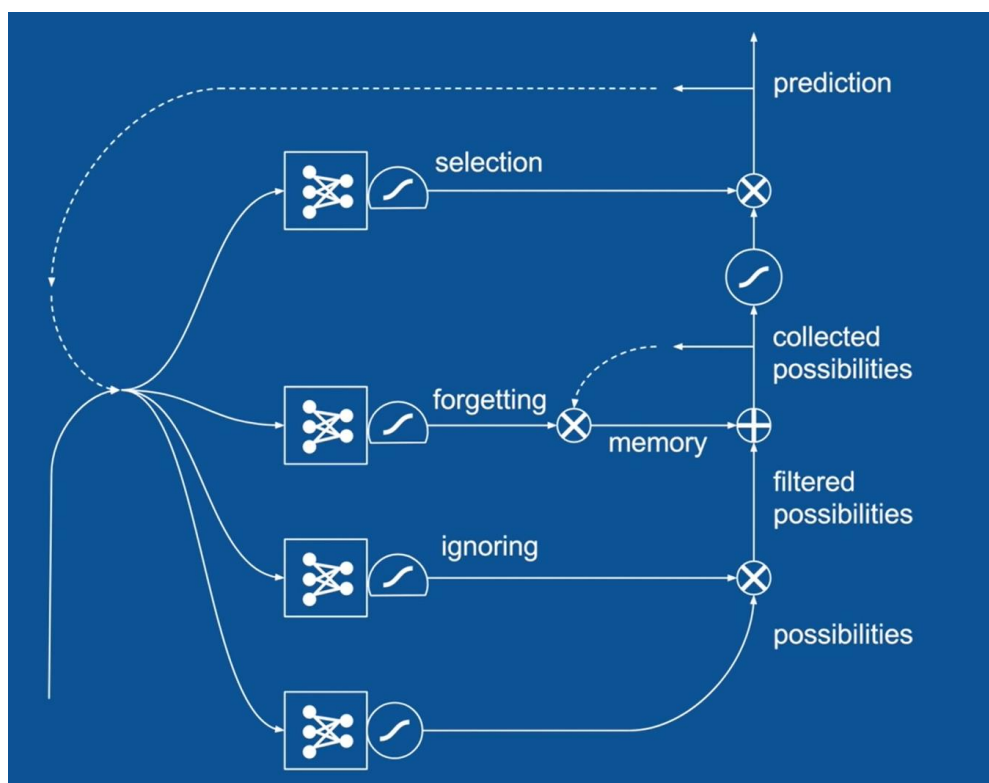 prediction
selection
collected
possibilities
forgetting
memory
filtered
possibilities
ignoring
possibilities